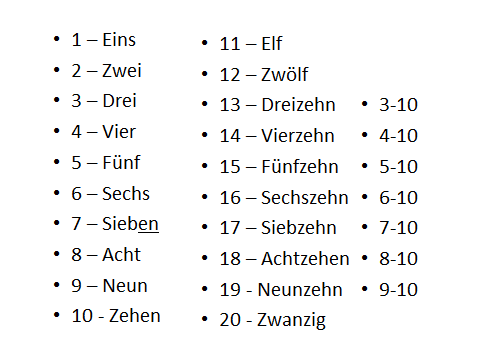 • 1 – Eins
• 2 – Zwei
• 3 – Drei
• 4 – Vier
• 5 – Fünf
• 6 – Sechs
• 7 – Sieben
• 8 – Acht
• 9 – Neun
• 10 - Zehen
• 11 – Elf
• 12 – Zwölf
• 13 – Dreizehn
• 14 – Vierzehn
• 15 – Fünfzehn
• 16 – Sechszehn
• 17 – Siebzehn
• 18 – Achtzehen
• 19 - Neunzehn
• 20 - Zwanzig
• 3-10
• 4-10
• 5-10
• 6-10
• 7-10
• 8-10
• 9-10